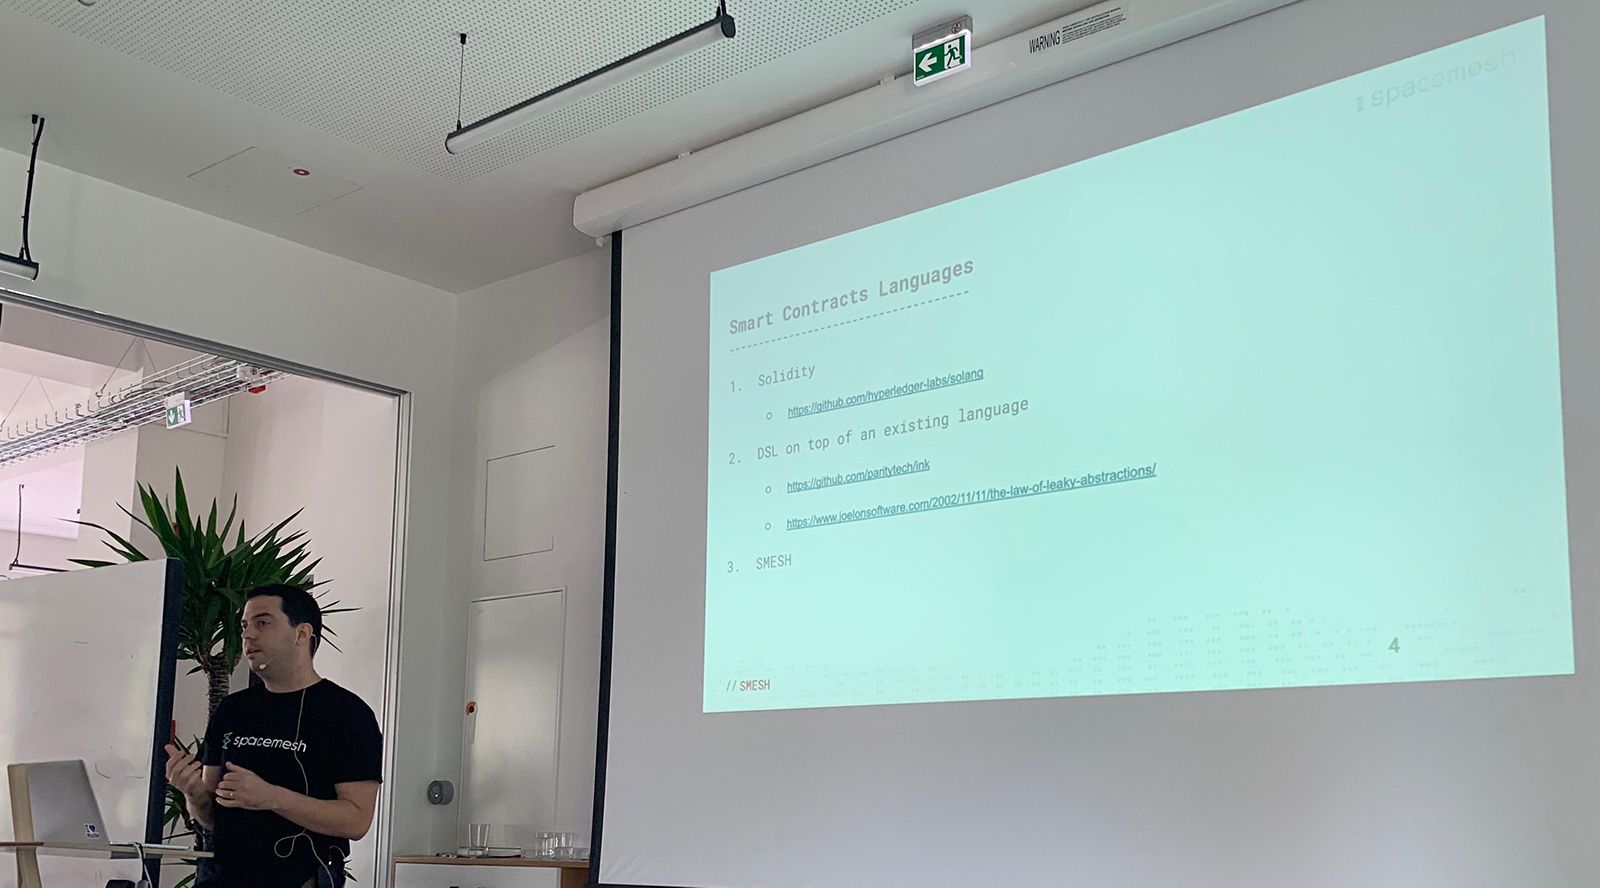 WARNING
spacemesh
Smart Contracts Languages
1. Solidity
https://github.com/hyperledger-labs/solang
2. DSL on top of an existing language
https://github.com/paritytech/ink
https://www.joelonsoftware.com/2002/11/11/the-law-of-leaky-abstractions/
3. SMESH
4
// SMESH
spacemesh
I